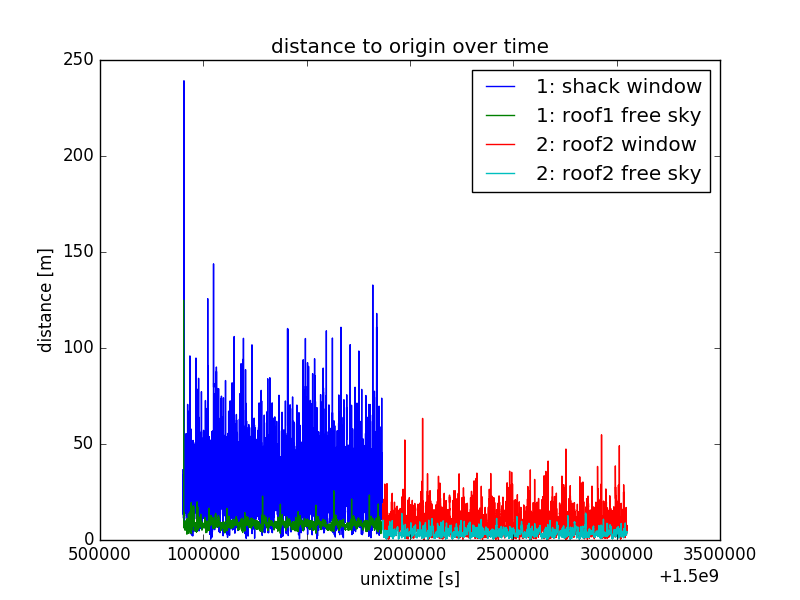 distance to origin over time
250
200
150
100
50
0
distance [m]
1: shack window
1: roof1 free sky
2: roof2 window
2: roof2 free sky
500000 1000000 1500000 2000000 2500000 3000000 3500000
unixtime [s]
+1.5e9